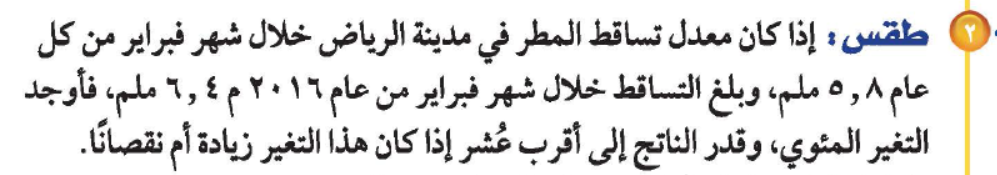 ٢ طقس: إذا كان معدل تساقط المطر في مدينة الرياض خلال شهر فبراير من كل
عام ٥,٨ ملم، وبلغ التساقط خلال شهر فبراير من عام ٢٠١٦ م ٦,٤ ملم، فأوجد
التغير المئوي، وقدر الناتج إلى أقرب عُشر إذا كان هذا التغير زيادة أم نقصانًا.